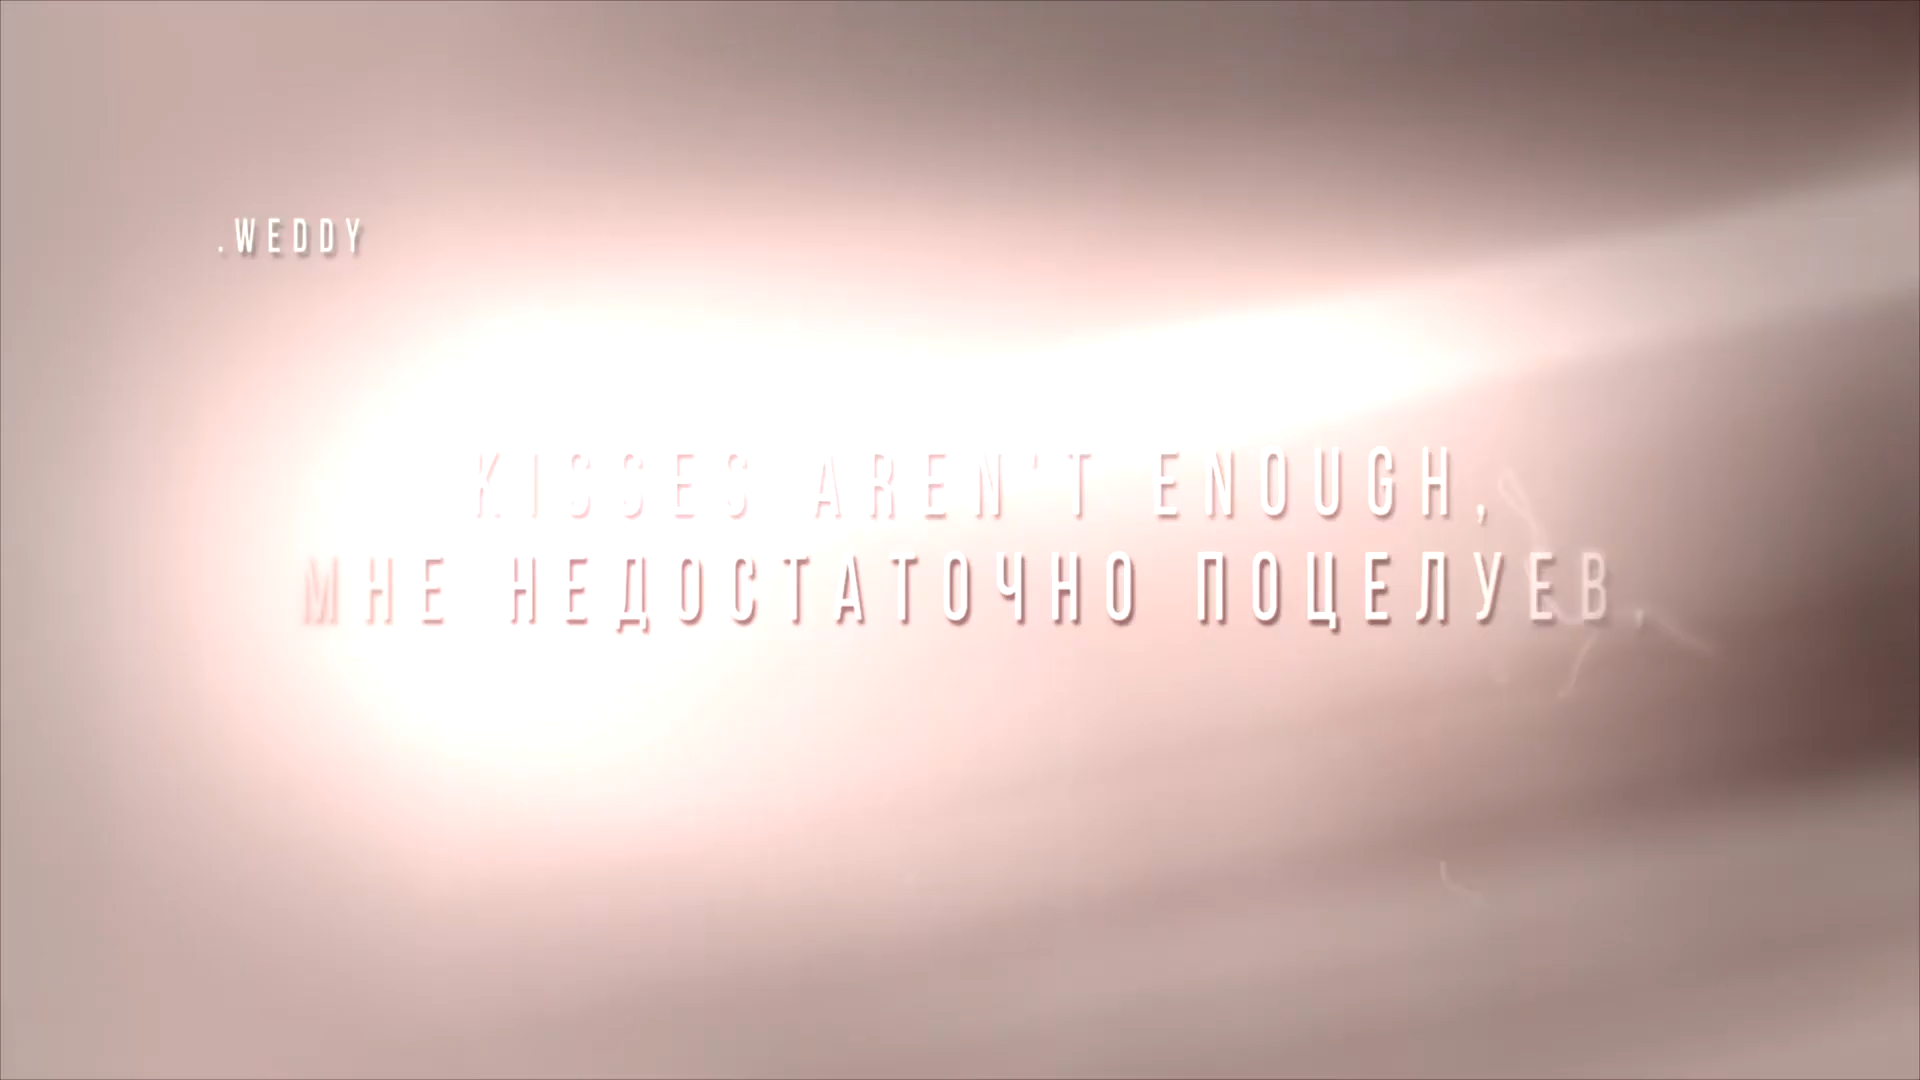 .WEDDY
KISSES AREN'T ENOUGH,
МНЕ НЕДОСТАТОЧНО ПОЦЕЛУЕВ,